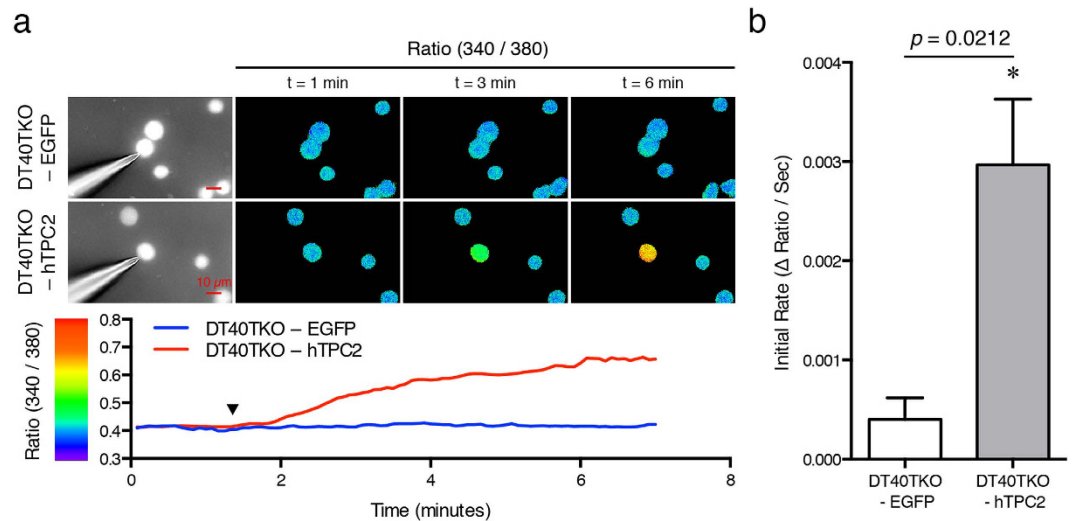 a
Ratio (340 / 380)
t = 1 min
t = 3 min
t = 6 min
DT40TKO
– EGFP
DT40TKO
– hTPC2
10 µm
Ratio (340 / 380)
0.8
0.7
0.6
0.5
0.4
0.3
DT40TKO – EGFP
DT40TKO – hTPC2
0
2
4
6
8
Time (minutes)
b
p = 0.0212
*
Initial Rate (Δ Ratio / Sec)
0.004
0.003
0.002
0.001
0.000
DT40TKO
- EGFP
DT40TKO
- hTPC2